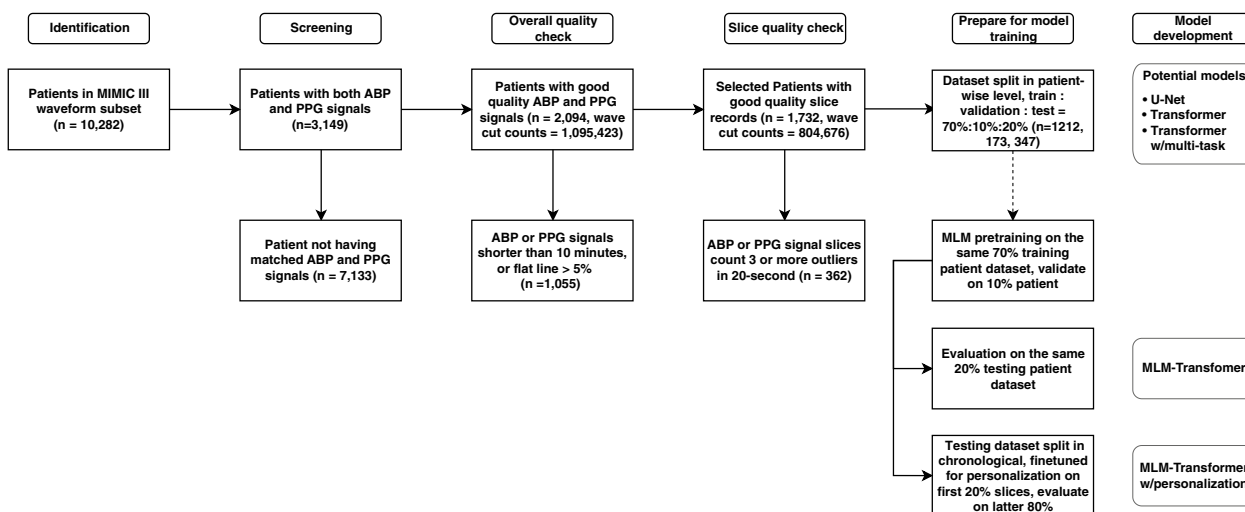 Identification
Screening
Overall quality
check
Slice quality check
Prepare for model
training
Model
development
Patients in MIMIC III
waveform subset
(n = 10,282)
Patients with both ABP
and PPG signals
(n=3,149)
Patients with good
quality ABP and PPG
signals (n = 2,094, wave
cut counts = 1,095,423)
Selected Patients with
good quality slice
records (n = 1,732, wave
cut counts = 804,676)
Dataset split in patient-
wise level, train :
validation : test =
70%:10%:20% (n=1212,
173, 347)
Potential models
• U-Net
• Transformer
• Transformer
w/multi-task
Patient not having
matched ABP and PPG
signals (n = 7,133)
ABP or PPG signals
shorter than 10 minutes,
or flat line > 5%
(n =1,055)
ABP or PPG signal slices
count 3 or more outliers
in 20-second (n = 362)
MLM pretraining on the
same 70% training
patient dataset, validate
on 10% patient
Evaluation on the same
20% testing patient
dataset
MLM-Transfomer
Testing dataset split in
chronological, finetuned
for personalization on
first 20% slices, evaluate
on latter 80%
MLM-Transformer
w/personalization